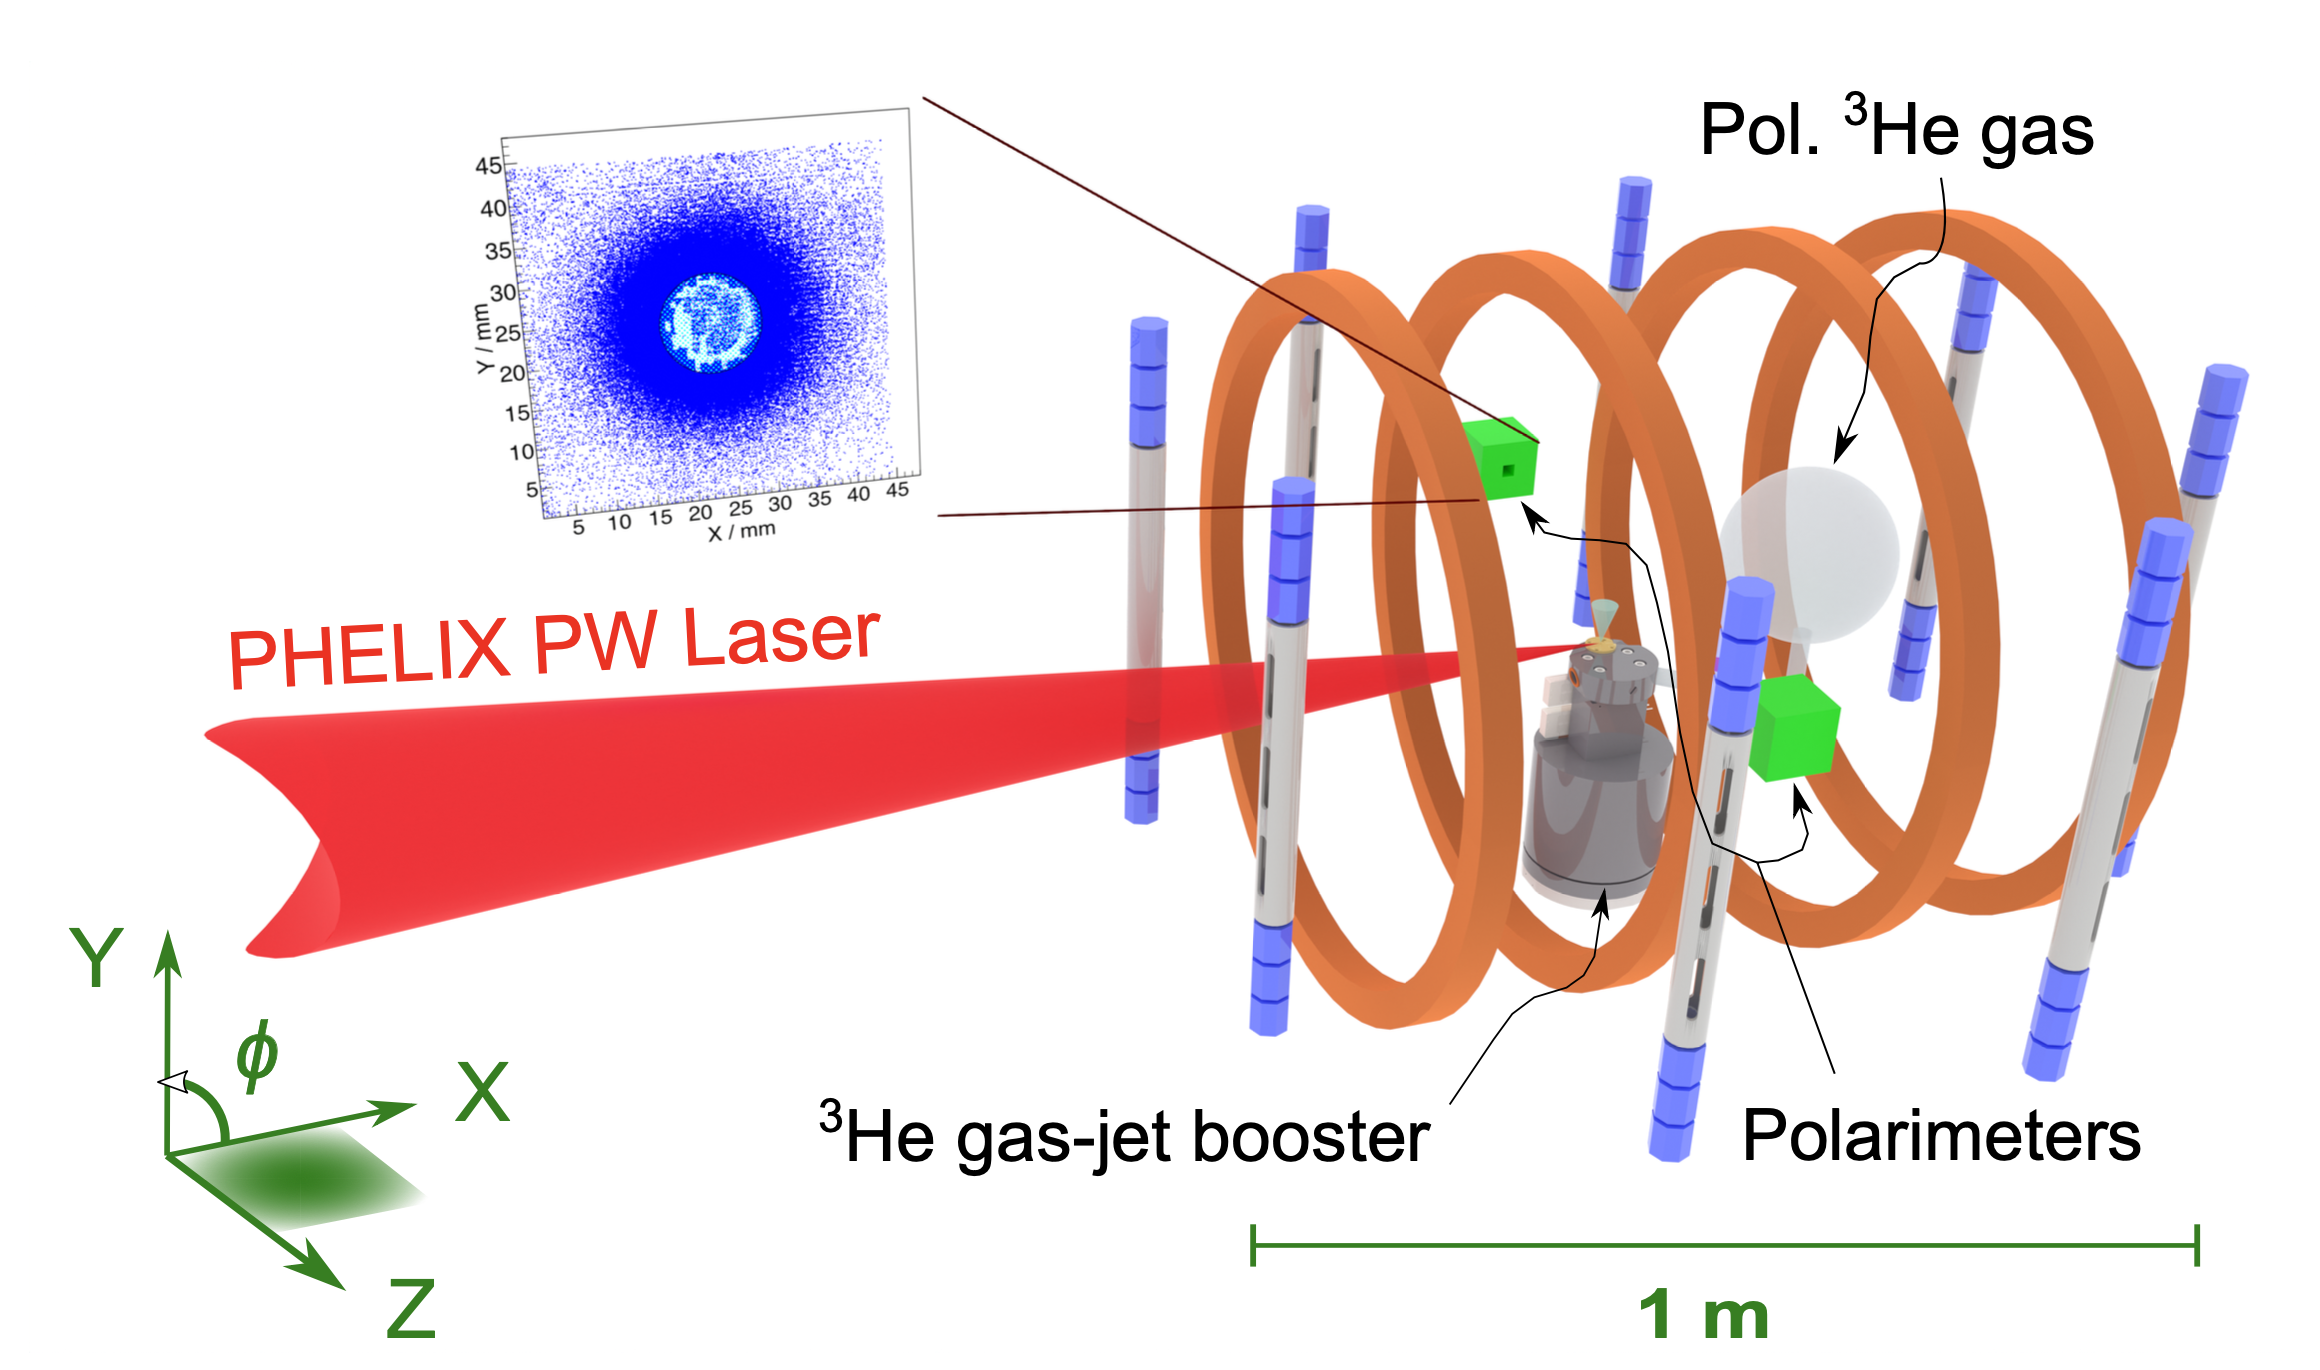 Pol. ³He gas
45
40
35
30
25
20
15
10
5
Y / mm
5 10 15 20 25 30 35 40 45
X / mm
PHELIX PW Laser
Y
ϕ
X
Z
³He gas-jet booster
Polarimeters
1 m